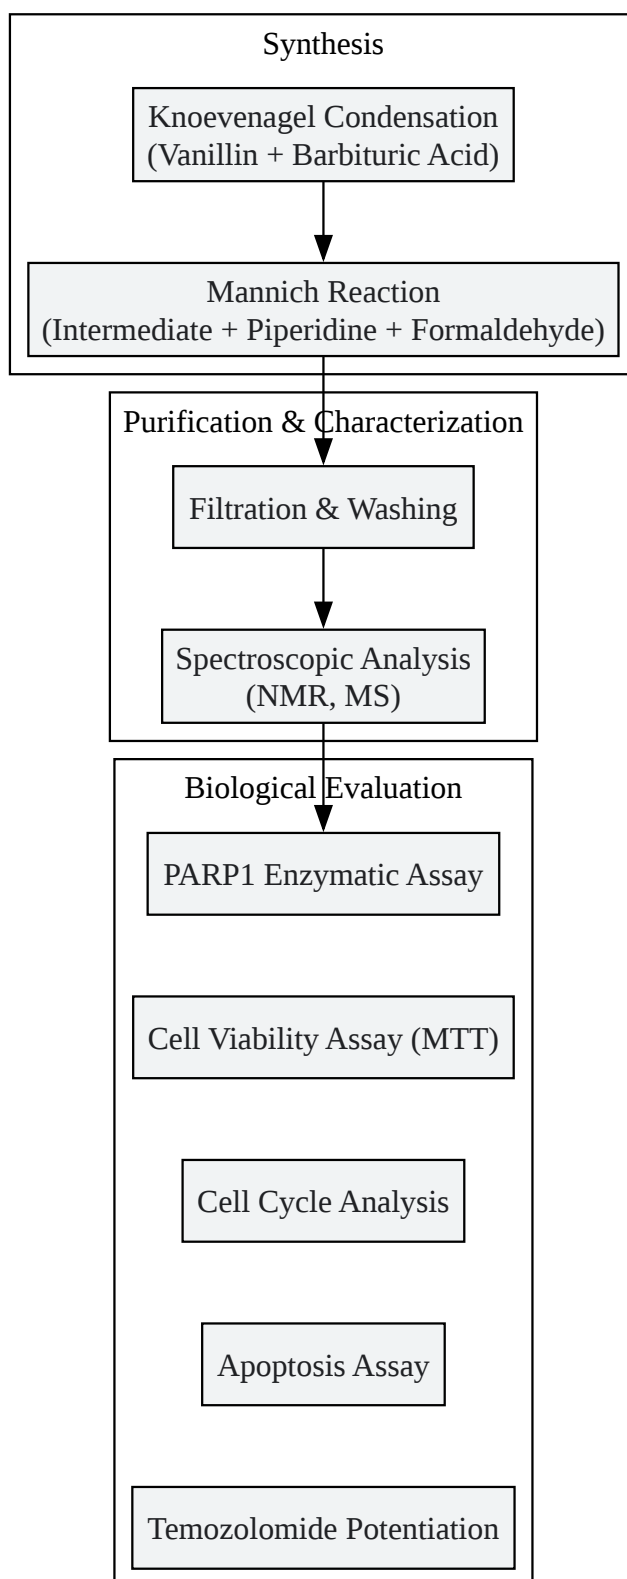 Synthesis
Knoevenagel Condensation
(Vanillin + Barbituric Acid)
Mannich Reaction
(Intermediate + Piperidine + Formaldehyde)
Purification & Characterization
Filtration & Washing
Spectroscopic Analysis
(NMR, MS)
Biological Evaluation
PARP1 Enzymatic Assay
Cell Viability Assay (MTT)
Cell Cycle Analysis
Apoptosis Assay
Temozolomide Potentiation